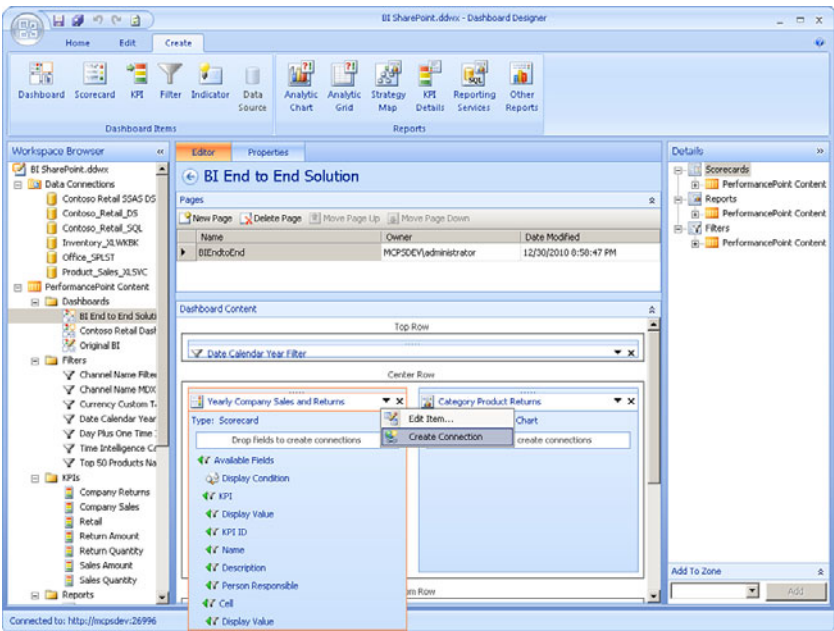 BI SharePoint.ddwx - Dashboard Designer
Home Edit Create
Dashboard Scorecard KPI Filter Indicator Data Source
Analytic Chart Analytic Grid Strategy Map KPI Details Reporting Services Other Reports
Dashboard Items Reports
Workspace Browser
BI SharePoint.ddwx
Data Connections
Contoso Retail SSAS DS
Contoso_Retail_DS
Contoso_Retail_SQL
Inventory_XLWKBK
Office_SPLST
Product_Sales_XLSVC
PerformancePoint Content
Dashboards
BI End to End Soluti
Contoso Retail Dash
Original BI
Filters
Channel Name Filter
Channel Name MDX
Currency Custom T
Date Calendar Year
Day Plus One Time
Time Intelligence
Top 50 Products Na
KPIs
Company Returns
Company Sales
Retail
Return Amount
Return Quantity
Sales Amount
Sales Quantity
Reports
Editor Properties
BI End to End Solution
Pages
New Page Delete Page Move Page Up Move Page Down
Name Owner Date Modified
BIEndtoEnd MCPSDEV\administrator 12/30/2010 8:58:47 PM
Dashboard Content
Top Row
Date Calendar Year Filter
Center Row
Yearly Company Sales and Returns
Type: Scorecard
Drop fields to create connections
Available Fields
Display Condition
KPI
Display Value
KPI ID
Name
Description
Person Responsible
Cell
Display Value
Category Product Returns
Edit Item...
Create Connection
Chart
create connections
om Row
Details
Scorecards
PerformancePoint Content
Reports
PerformancePoint Content
Filters
PerformancePoint Content
Add To Zone
Add
Connected to: http://mcpsdev:26996